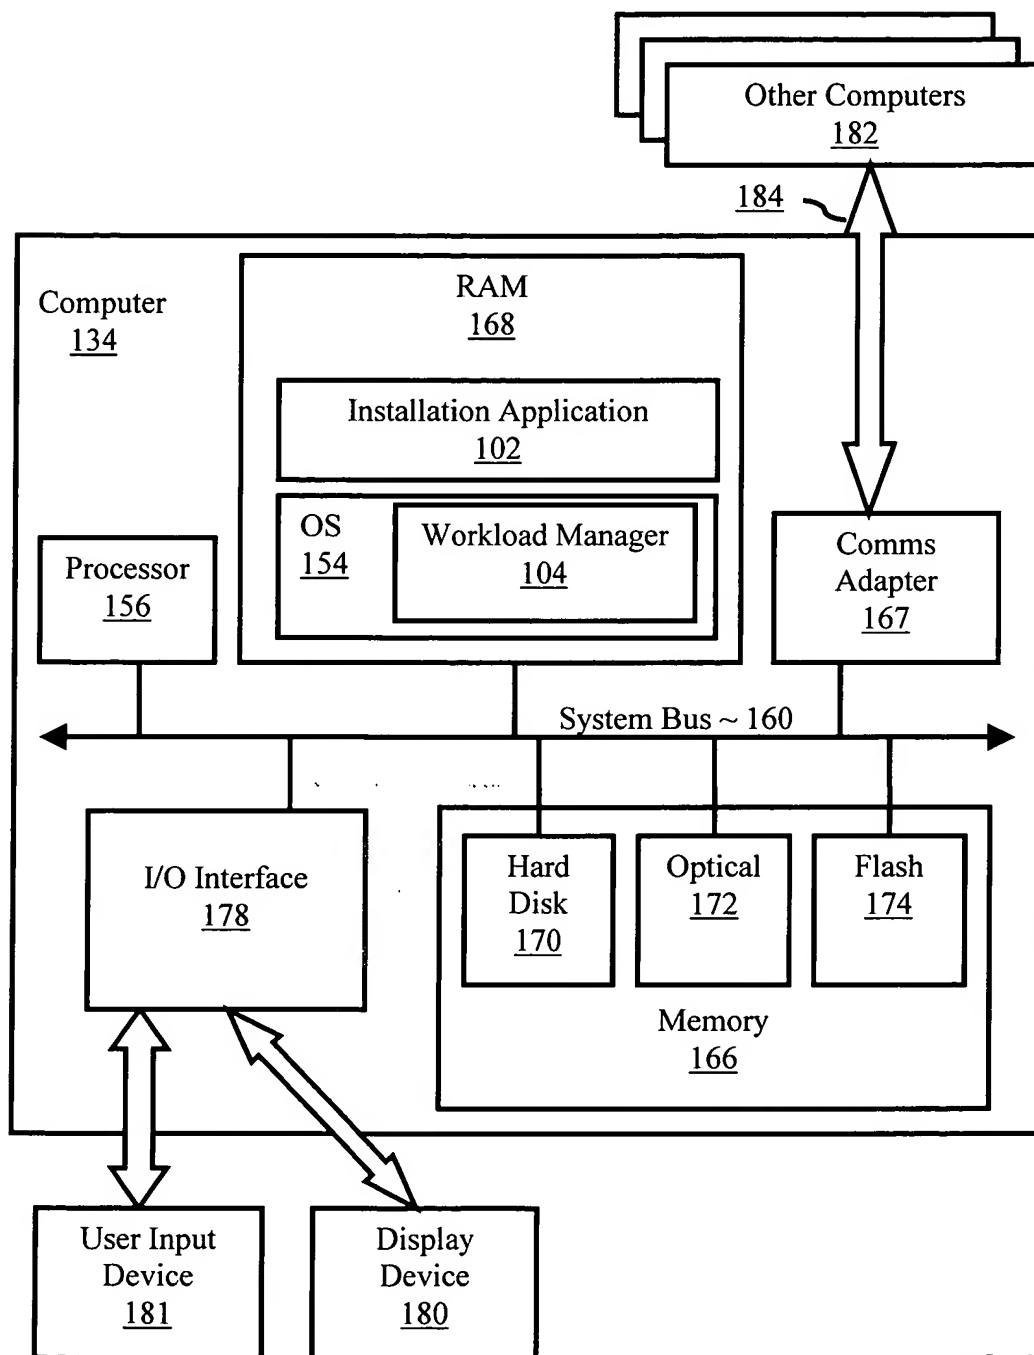 Other Computers
182
184
Computer
134
RAM
168
Installation Application
102
OS
154
Workload Manager
104
Processor
156
Comms
Adapter
167
System Bus ~ 160
I/O Interface
178
Hard
Disk
170
Optical
172
Flash
174
Memory
166
User Input
Device
181
Display
Device
180